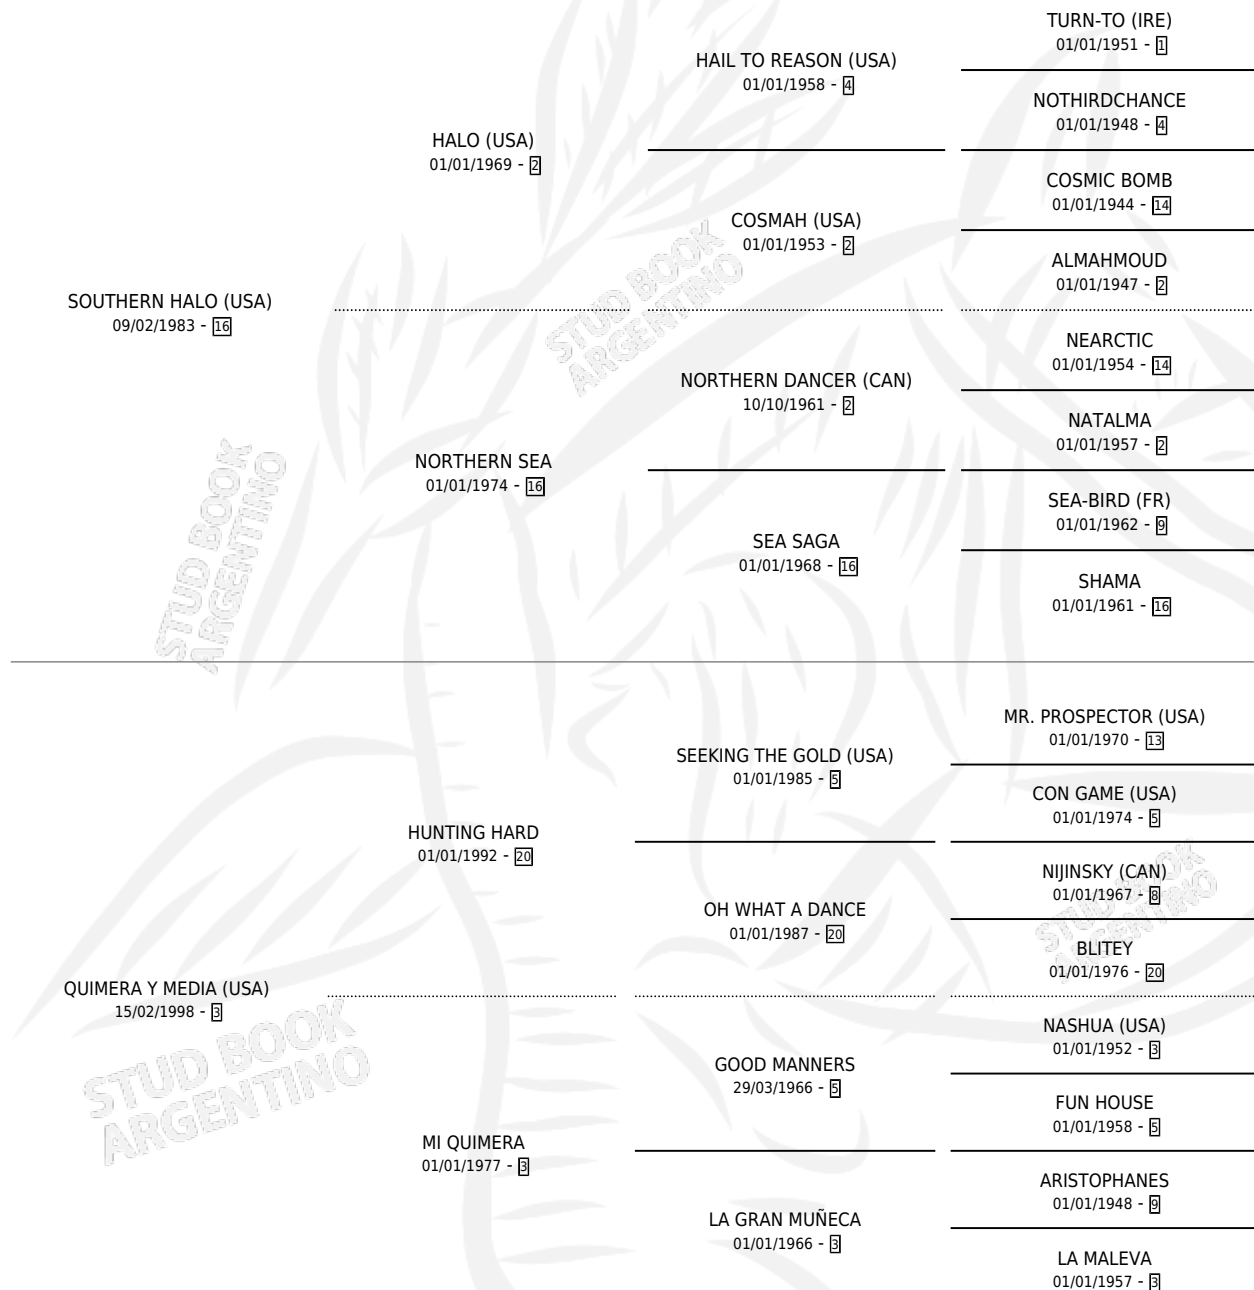 TURN-TO (IRE)
01/01/1951 - 1
HAIL TO REASON (USA)
01/01/1958 - 4
NOTHIRDCHANCE
01/01/1948 - 4
HALO (USA)
01/01/1969 - 2
COSMIC BOMB
01/01/1944 - 14
COSMAH (USA)
01/01/1953 - 2
ALMAHMOUD
01/01/1947 - 2
SOUTHERN HALO (USA)
09/02/1983 - 16
NEARCTIC
01/01/1954 - 14
NORTHERN DANCER (CAN)
10/10/1961 - 2
NATALMA
01/01/1957 - 2
NORTHERN SEA
01/01/1974 - 16
SEA-BIRD (FR)
01/01/1962 - 9
SEA SAGA
01/01/1968 - 16
SHAMA
01/01/1961 - 16
MR. PROSPECTOR (USA)
01/01/1970 - 13
SEEKING THE GOLD (USA)
01/01/1985 - 5
CON GAME (USA)
01/01/1974 - 5
HUNTING HARD
01/01/1992 - 20
NIJINSKY (CAN)
01/01/1967 - 8
OH WHAT A DANCE
01/01/1987 - 20
BLITEY
01/01/1976 - 20
QUIMERA Y MEDIA (USA)
15/02/1998 - 3
NASHUA (USA)
01/01/1952 - 3
GOOD MANNERS
29/03/1966 - 5
FUN HOUSE
01/01/1958 - 5
MI QUIMERA
01/01/1977 - 3
ARISTOPHANES
01/01/1948 - 9
LA GRAN MUÑECA
01/01/1966 - 3
LA MALEVA
01/01/1957 - 3
STUD BOOK
ARGENTINO
STUD BOOK
ARGENTINO
STUD BOOK
ARGENTINO
STUD BOOK
ARGENTINO